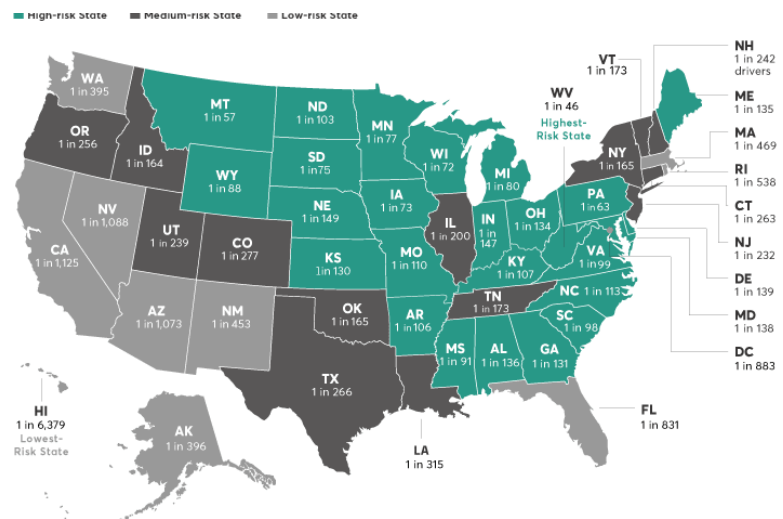 High-risk State
Medium-risk State
Low-risk State
WA
1 in 395
OR
1 in 256
ID
1 in 164
MT
1 in 57
ND
1 in 103
MN
1 in 77
WI
1 in 72
MI
1 in 80
SD
1 in 75
WY
1 in 88
NV
1 in 1,088
CA
1 in 1,125
UT
1 in 239
CO
1 in 277
NE
1 in 149
IA
1 in 73
IL
1 in 200
IN
1 in
147
OH
1 in 134
PA
1 in 63
NY
1 in 165
VT
1 in 173
WV
1 in 46
Highest-
Risk State
NH
1 in 242
drivers
ME
1 in 135
MA
1 in 469
RI
1 in 538
CT
1 in 263
NJ
1 in 232
DE
1 in 139
MD
1 in 138
DC
1 in 883
KS
1in 130
MO
1 in 110
KY
1 in 107
VA
1 in 99
NC 1 in 113
SC
1 in 98
TN
1 in 173
AZ
1 in 1,073
NM
1 in 453
OK
1 in 165
AR
1 in 106
MS
1 in 91
AL
1 in 136
GA
1 in 131
TX
1 in 266
LA
1 in 315
FL
1 in 831
HI
1 in 6,379
Lowest-
Risk State
AK
1 in 396